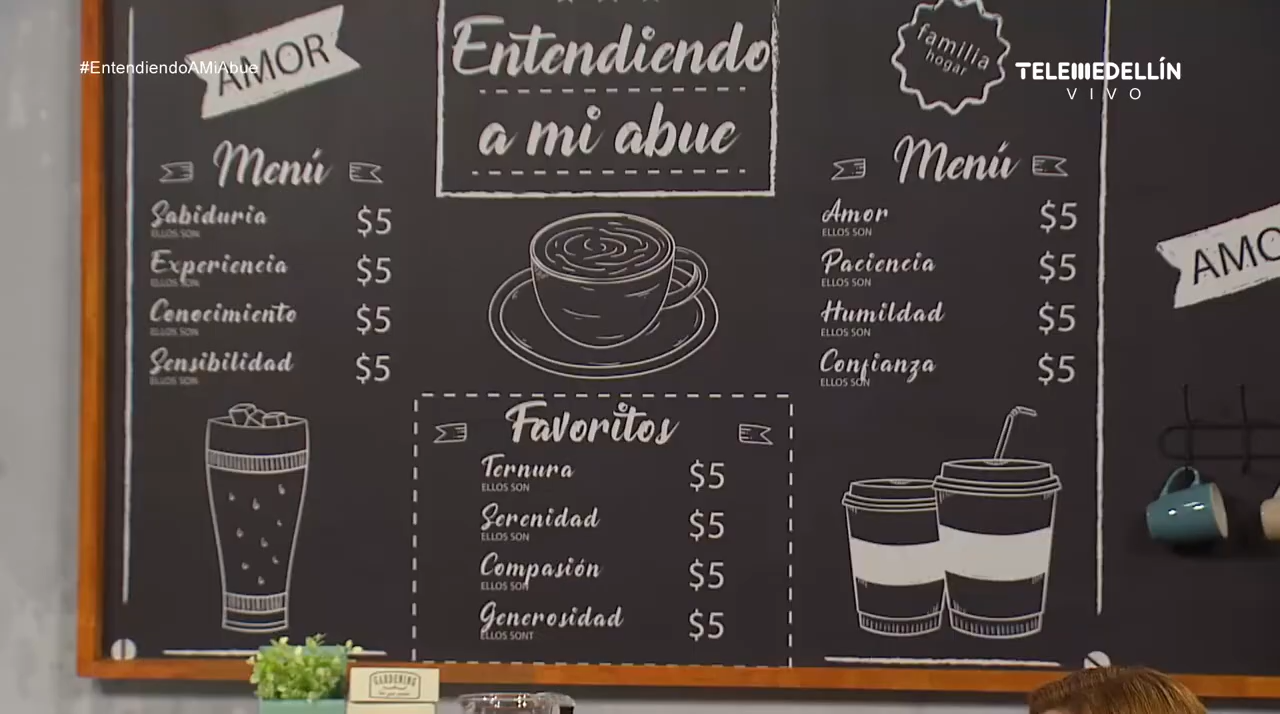 #EntendiendoAMiAbue
AMOR
Entendiendo
a mi abue
familia
hogar
TELEMEDELLÍN
VIVO
Menú
Sabiduria $5
ELLOS SON
Experiencia $5
ELLOS SON
Conocimiento $5
ELLOS SON
Sensibilidad $5
ELLOS SON
Favoritos
Ternura $5
ELLOS SON
Serenidad $5
ELLOS SON
Compasión $5
ELLOS SON
Generosidad $5
ELLOS SONT
Menú
Amor $5
ELLOS SON
Paciencia $5
ELLOS SON
Humildad $5
ELLOS SON
Confianza $5
ELLOS SON
AMO
GARDENING